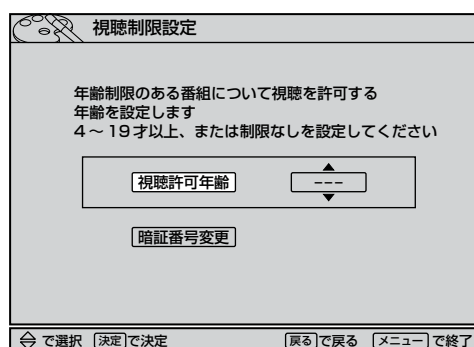 視聴制限設定
年齢制限のある番組について視聴を許可する
年齢を設定します
4～19才以上、または制限なしを設定してください
視聴許可年齢 ---
暗証番号変更
で選択 決定で決定 戻るで戻る メニューで終了